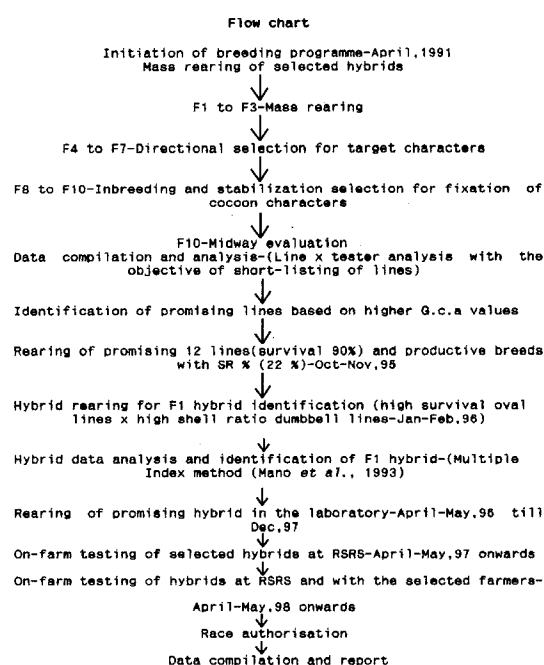 Flow chart
Initiation of breeding programme-April,1991
Mass rearing of selected hybrids
F1 to F3-Mass rearing
F4 to F7-Directional selection for target characters
F8 to F10-Inbreeding and stabilization selection for fixation of
cocoon characters
F10-Midway evaluation
Data compilation and analysis-(Line x tester analysis with the
objective of short-listing of lines)
Identification of promising lines based on higher G.c.a values
Rearing of promising 12 lines(survival 90%) and productive breeds
with SR % (22 %)-Oct-Nov,95
Hybrid rearing for F1 hybrid identification (high survival oval
lines x high shell ratio dumbbell lines-Jan-Feb,96)
Hybrid data analysis and identification of F1 hybrid-(Multiple
Index method (Mano et al., 1993)
Rearing of promising hybrid in the laboratory-April-May,96 till
Dec,97
On-farm testing of selected hybrids at RSRS-April-May,97 onwards
On-farm testing of hybrids at RSRS and with the selected farmers-
April-May,98 onwards
Race authorisation
Data compilation and report